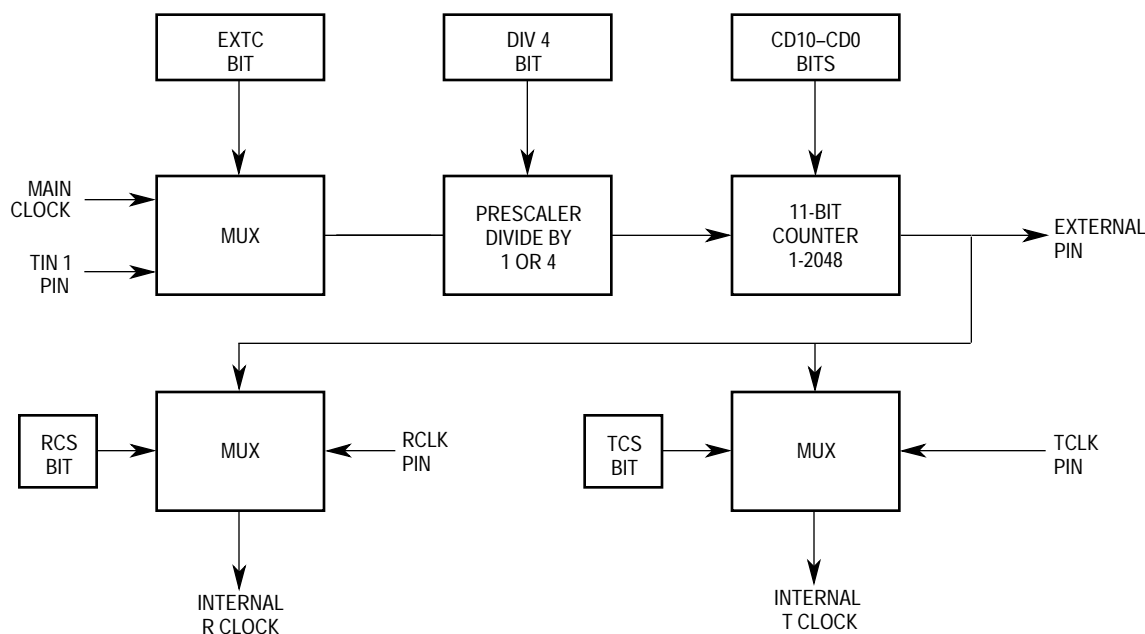 EXTC
BIT
DIV 4
BIT
CD10–CD0
BITS
MAIN
CLOCK
TIN 1
PIN
MUX
PRESCALER
DIVIDE BY
1 OR 4
11-BIT
COUNTER
1-2048
EXTERNAL
PIN
RCS
BIT
MUX
RCLK
PIN
TCS
BIT
MUX
TCLK
PIN
INTERNAL
R CLOCK
INTERNAL
T CLOCK